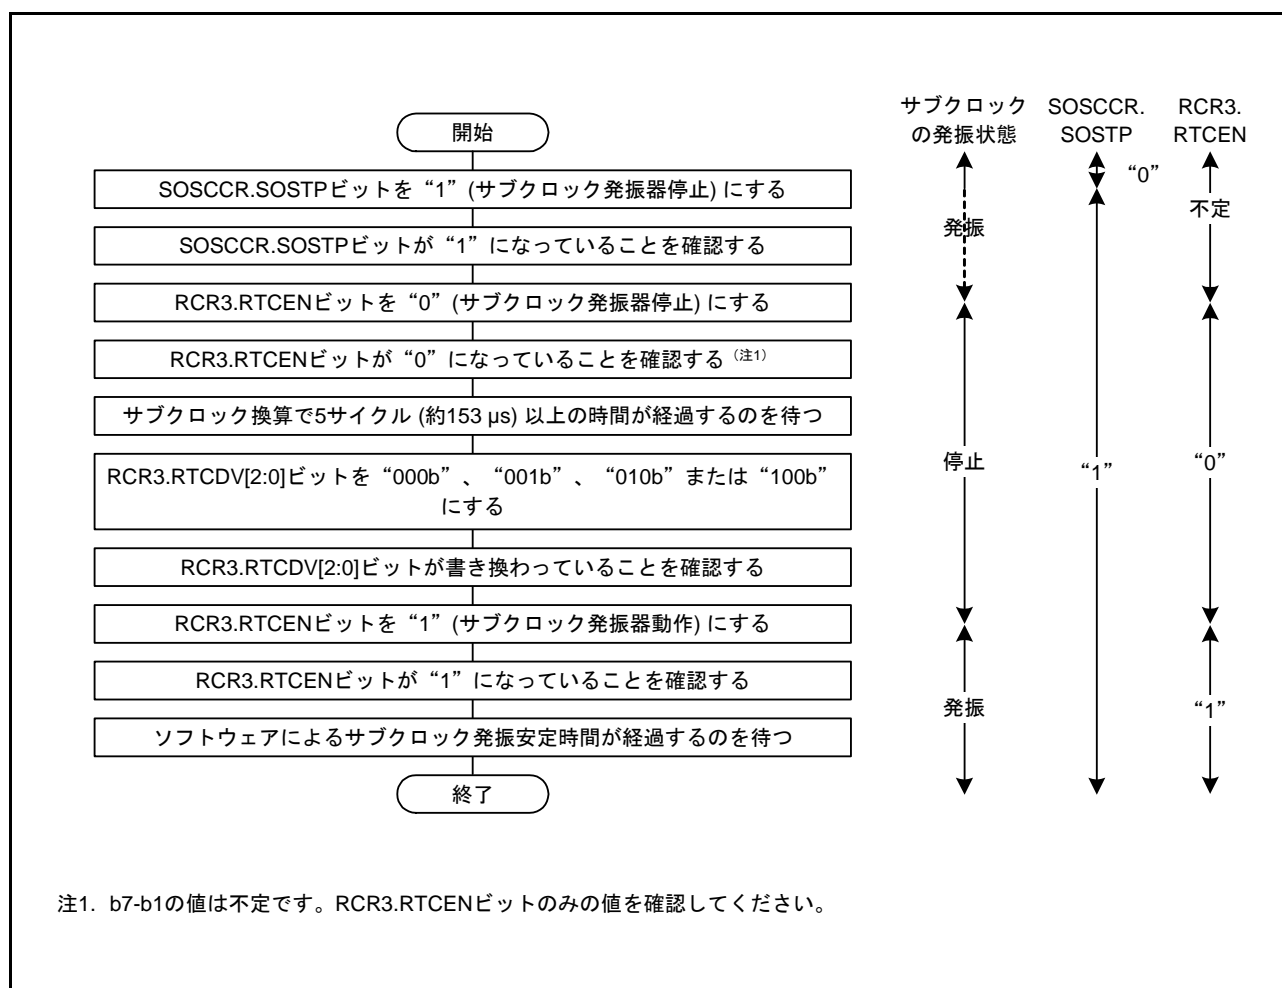 開始
SOSCCR.SOSTPビットを“1”(サブクロック発振器停止) にする
SOSCCR.SOSTPビットが“1”になっていることを確認する
RCR3.RTCENビットを“0”(サブクロック発振器停止) にする
RCR3.RTCENビットが“0”になっていることを確認する (注1)
サブクロック換算で5サイクル (約153 µs) 以上の時間が経過するのを待つ
RCR3.RTCDV[2:0]ビットを“000b”、“001b”、“010b”または“100b”
にする
RCR3.RTCDV[2:0]ビットが書き換わっていることを確認する
RCR3.RTCENビットを“1”(サブクロック発振器動作) にする
RCR3.RTCENビットが“1”になっていることを確認する
ソフトウェアによるサブクロック発振安定時間が経過するのを待つ
終了
サブクロック
の発振状態
発振
停止
発振
SOSCCR.
SOSTP
“0”
“1”
RCR3.
RTCEN
不定
“0”
“1”
注1. b7-b1の値は不定です。RCR3.RTCENビットのみの値を確認してください。